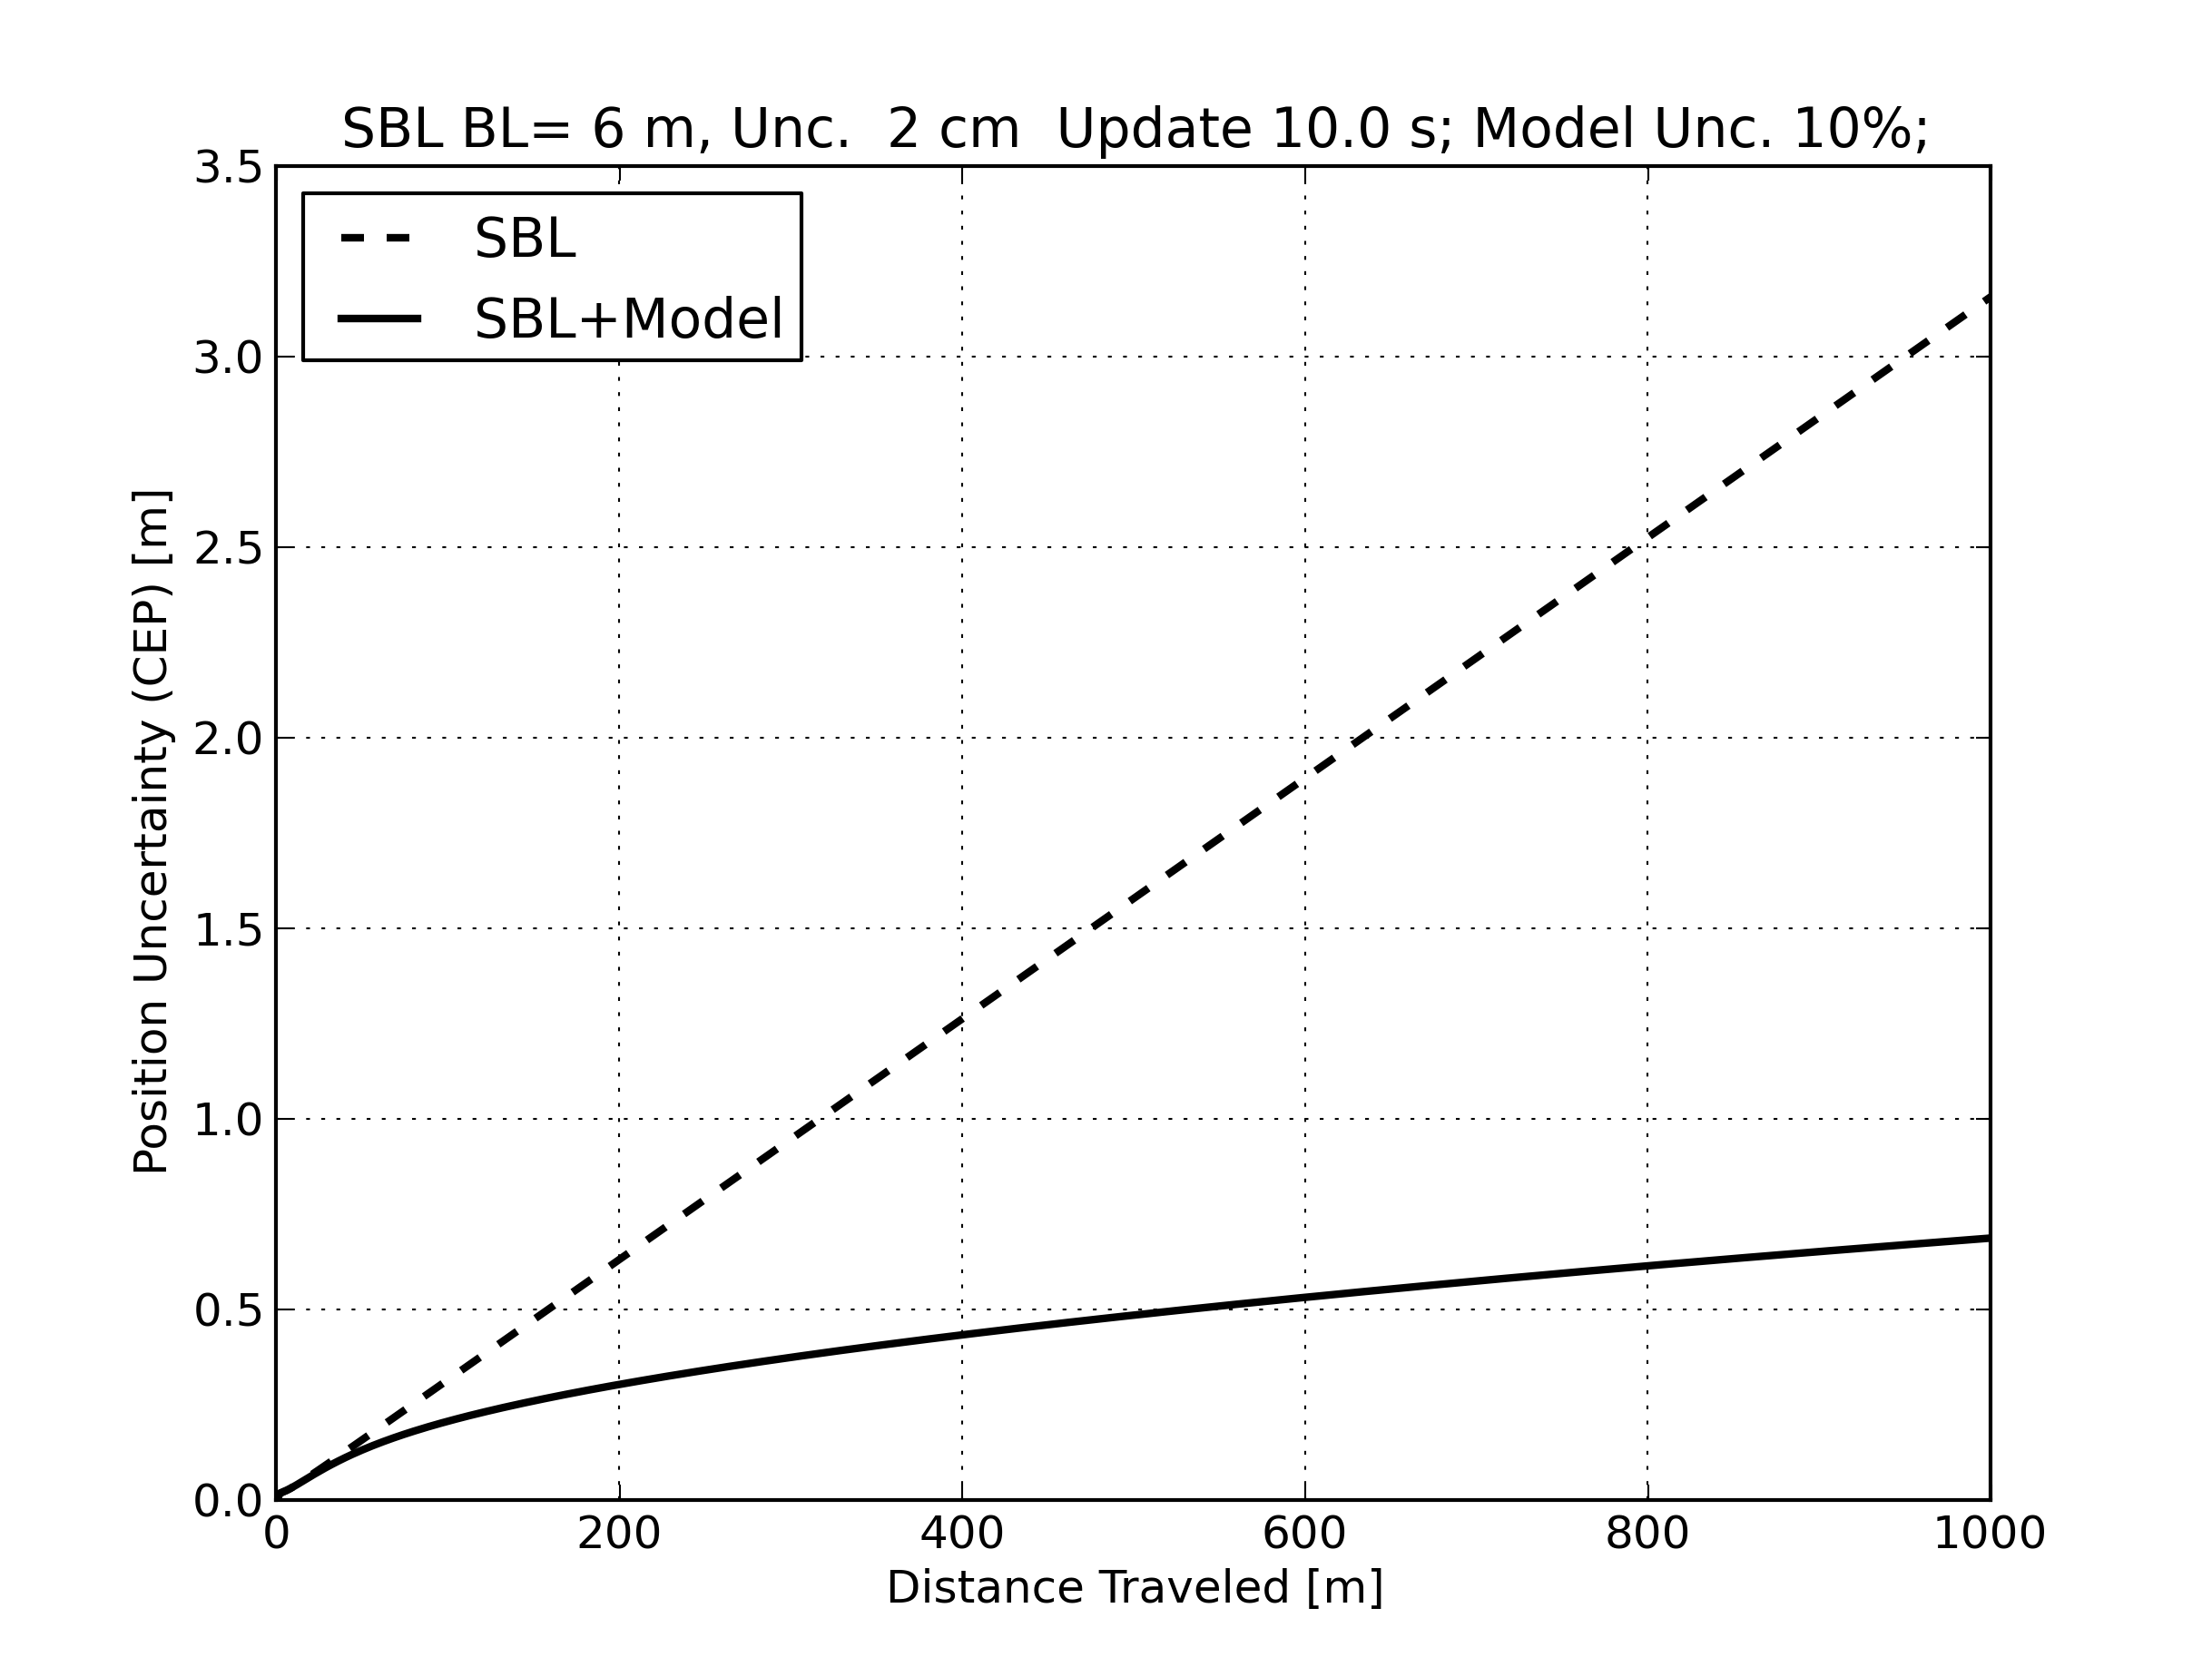 SBL BL= 6 m, Unc.  2 cm  Update 10.0 s; Model Unc. 10%;
SBL
SBL+Model
Position Uncertainty (CEP) [m]
3.5
3.0
2.5
2.0
1.5
1.0
0.5
0.0
0 200 400 600 800 1000
Distance Traveled [m]